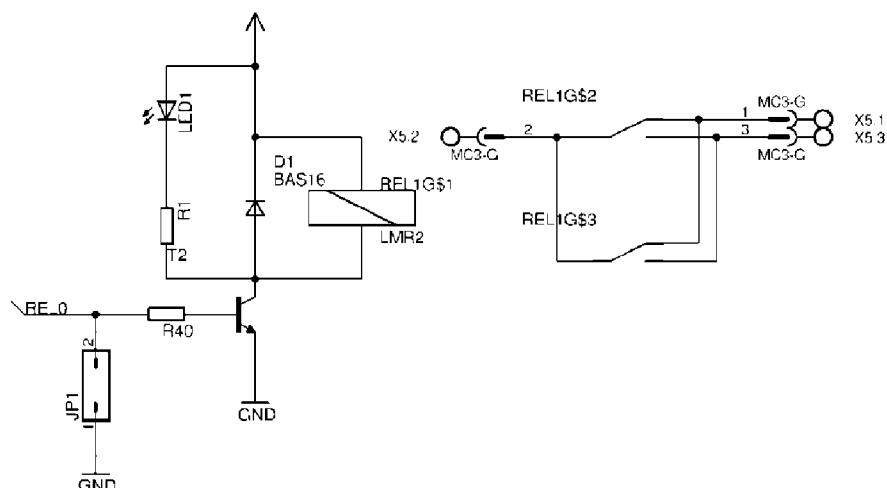 LED1
R1
T2
D1
BAS16
REL1G$1
LMR2
RE_0
R40
2
JP1
1
GND
GND
REL1G$2
X5.2
MC3-G
2
REL1G$3
1
MC3-G
X5.1
3
MC3-G
X5.3